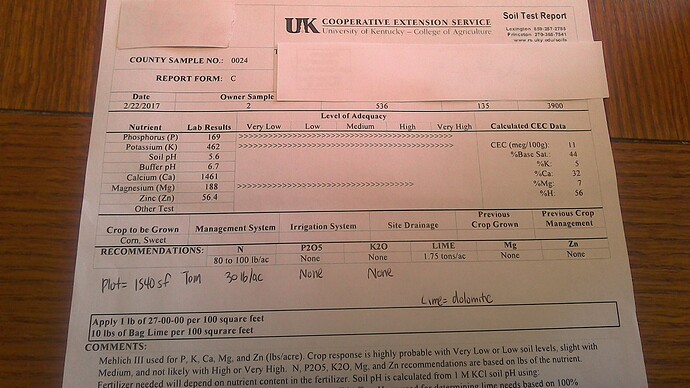 UK COOPERATIVE EXTENSION SERVICE
University of Kentucky – College of Agriculture
Soil Test Report
COUNTY SAMPLE NO.: 0024
REPORT FORM: C
Date Owner Sample
2/22/2017 2 536 135 3900
Level of Adequacy
Nutrient Lab Results Very Low Low Medium High Very High Calculated CEC Data
Phosphorus (P) 169
Potassium (K) 462 CEC (meq/100g): 11
Soil pH 5.6 %Base Sat.: 44
Buffer pH 6.7 %K: 5
Calcium (Ca) 1461 %Ca: 32
Magnesium (Mg) 188 %Mg: 7
Zinc (Zn) 56.4 %H: 56
Other Test
Crop to be Grown Management System Irrigation System Site Drainage Previous Crop Grown Previous Crop Management
Corn, Sweet
RECOMMENDATIONS: N P2O5 K2O LIME Mg Zn
80 to 100 lb/ac None None 1.75 tons/ac None None
Plot= 1540 sf Tom 30 lb/ac None None
Lime= dolomitic
Apply 1 lb of 27-00-00 per 100 square feet
10 lbs of Bag Lime per 100 square feet
COMMENTS:
Mehlich III used for P, K, Ca, Mg, and Zn (lbs/acre). Crop response is highly probable with Very Low or Low soil levels, slight with
Medium, and not likely with High or Very High. N, P2O5, K2O, Mg, and Zn recommendations are based on lbs of the nutrient.
Fertilizer needed will depend on nutrient content in the fertilizer. Soil pH is calculated from 1 M KCl soil pH using:
for determining lime needs based on 100%